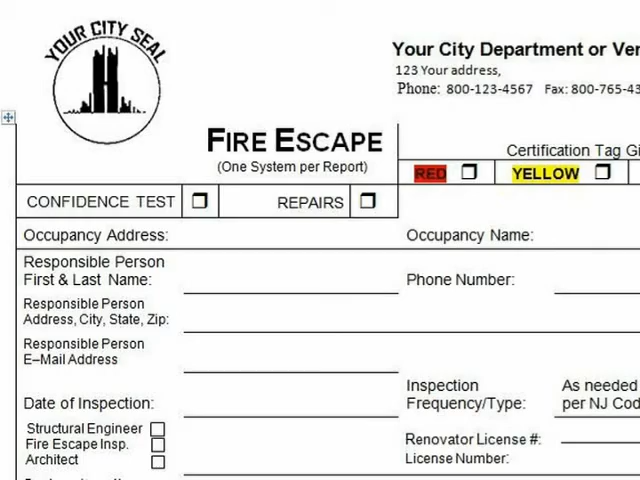 YOUR CITY SEAL
Your City Department or
123 Your address,
Phone: 800-123-4567 Fax: 800-765-43
FIRE ESCAPE
(One System per Report)
Certification Tag
RED
YELLOW
CONFIDENCE TEST
REPAIRS
Occupancy Address:
Occupancy Name:
Responsible Person
First & Last Name:
Phone Number:
Responsible Person
Address, City, State, Zip:
Responsible Person
E–Mail Address
Inspection
Frequency/Type:
As needed
per NJ
Date of Inspection:
Structural Engineer
Fire Escape Insp.
Architect
Renovator License #:
License Number: